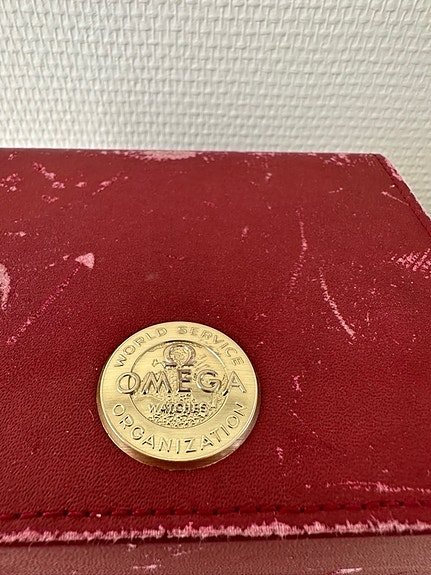 WORLD SERVICE
Ω
OMEGA
WATCHES
ORGANIZATION